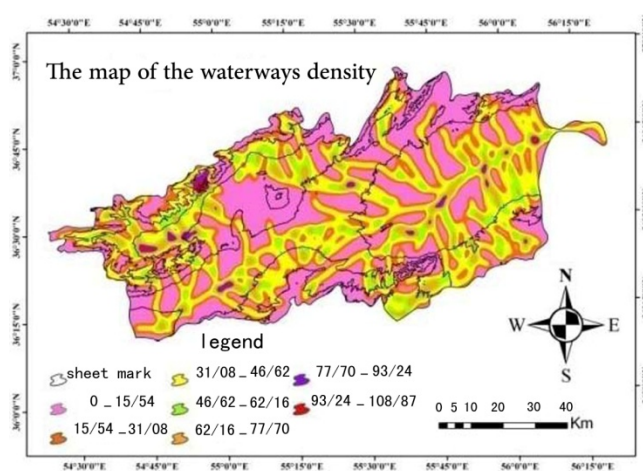 54°30'0"E 54°45'0"E 55°0'0"E 55°15'0"E 55°30'0"E 55°45'0"E 56°0'0"E 56°15'0"E
The map of the waterways density
37°0'0"N
36°45'0"N
36°30'0"N
36°15'0"N
36°0'0"N
N
W E
S
legend
sheet mark
0 _ 15/54
15/54 _ 31/08
31/08 _ 46/62
46/62 _ 62/16
62/16 _ 77/70
77/70 _ 93/24
93/24 _ 108/87
0 5 10 20 30 40
Km
54°30'0"E 54°45'0"E 55°0'0"E 55°15'0"E 55°30'0"E 55°45'0"E 56°0'0"E 56°15'0"E